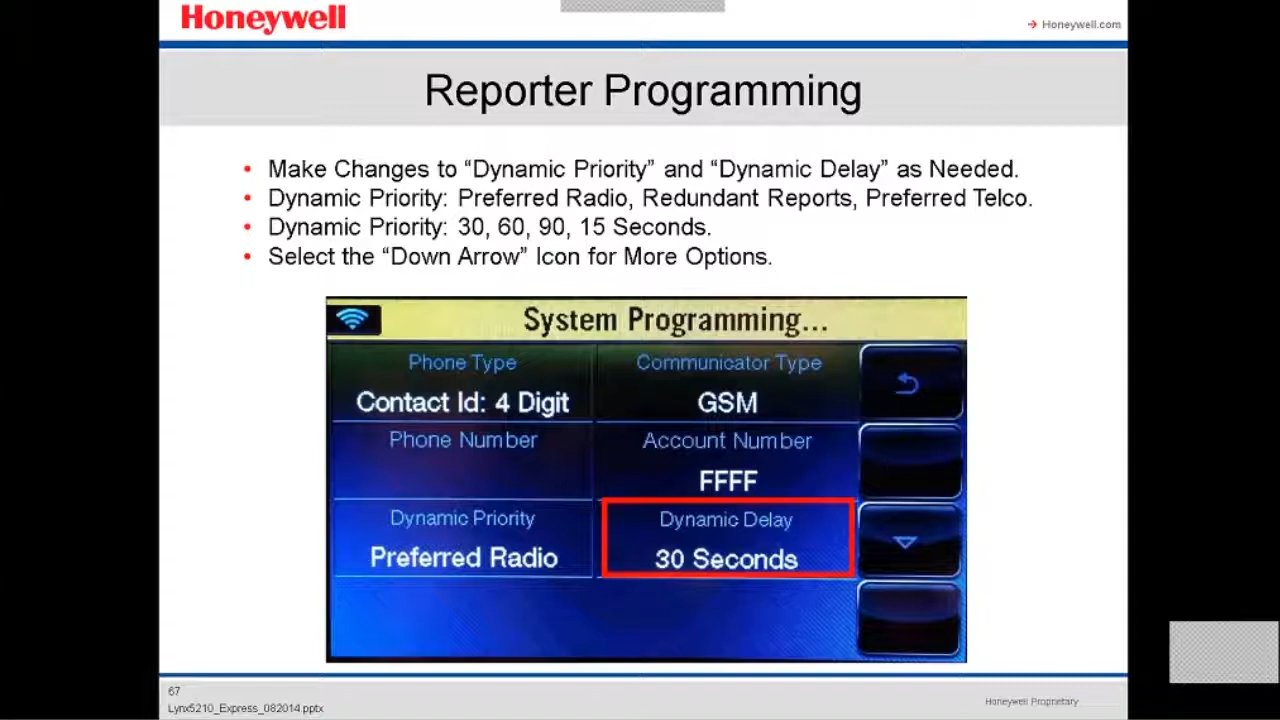 Honeywell
Honeywell.com
Reporter Programming
• Make Changes to “Dynamic Priority” and “Dynamic Delay” as Needed.
• Dynamic Priority: Preferred Radio, Redundant Reports, Preferred Telco.
• Dynamic Priority: 30, 60, 90, 15 Seconds.
• Select the “Down Arrow” Icon for More Options.
System Programming...
Phone Type
Communicator Type
Contact Id: 4 Digit
GSM
Phone Number
Account Number
FFFF
Dynamic Priority
Dynamic Delay
Preferred Radio
30 Seconds
67
Lynx5210_Express_082014.pptx
Honeywell Proprietary